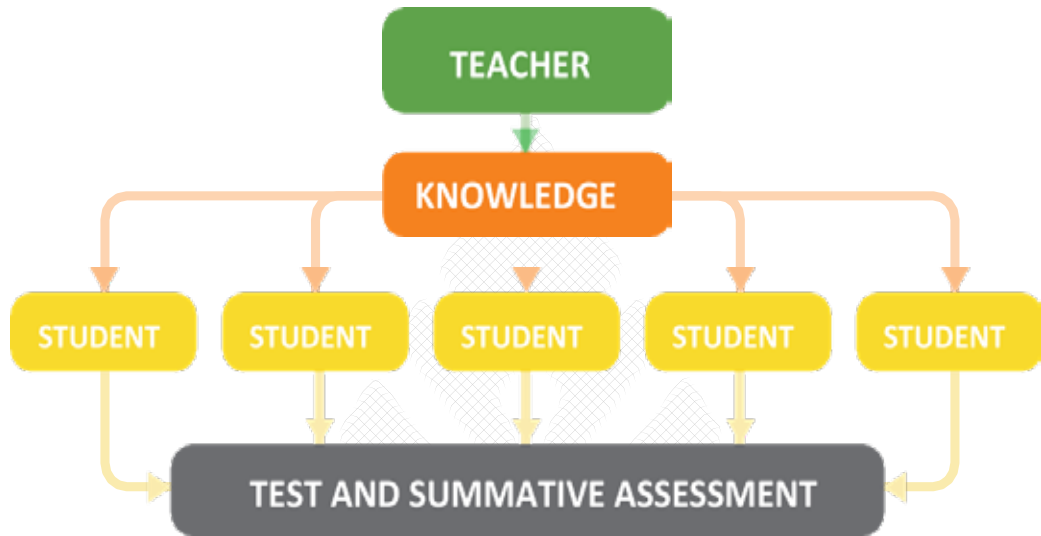 TEACHER
KNOWLEDGE
STUDENT
STUDENT
STUDENT
STUDENT
STUDENT
TEST AND SUMMATIVE ASSESSMENT